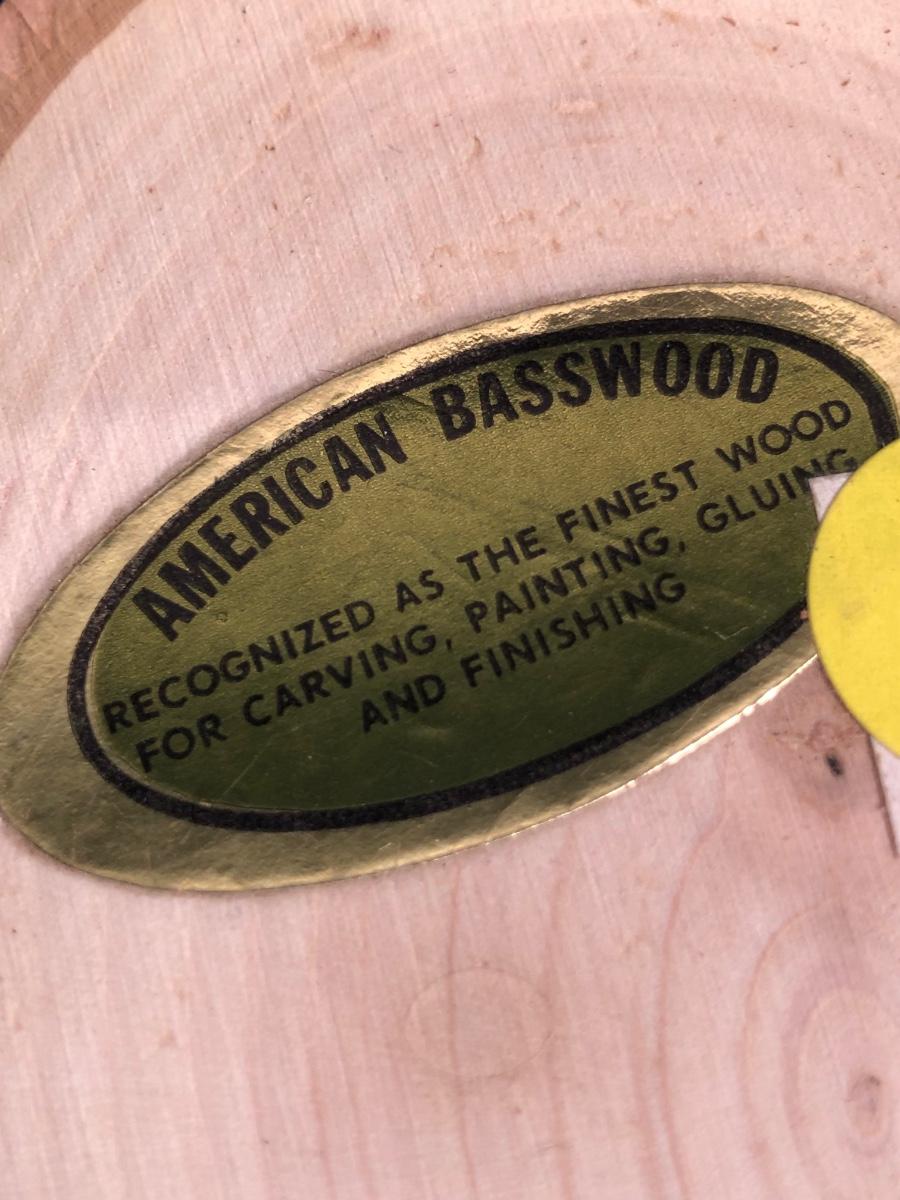 AMERICAN BASSWOOD
RECOGNIZED AS THE FINEST WOOD
FOR CARVING, PAINTING, GLUING
AND FINISHING